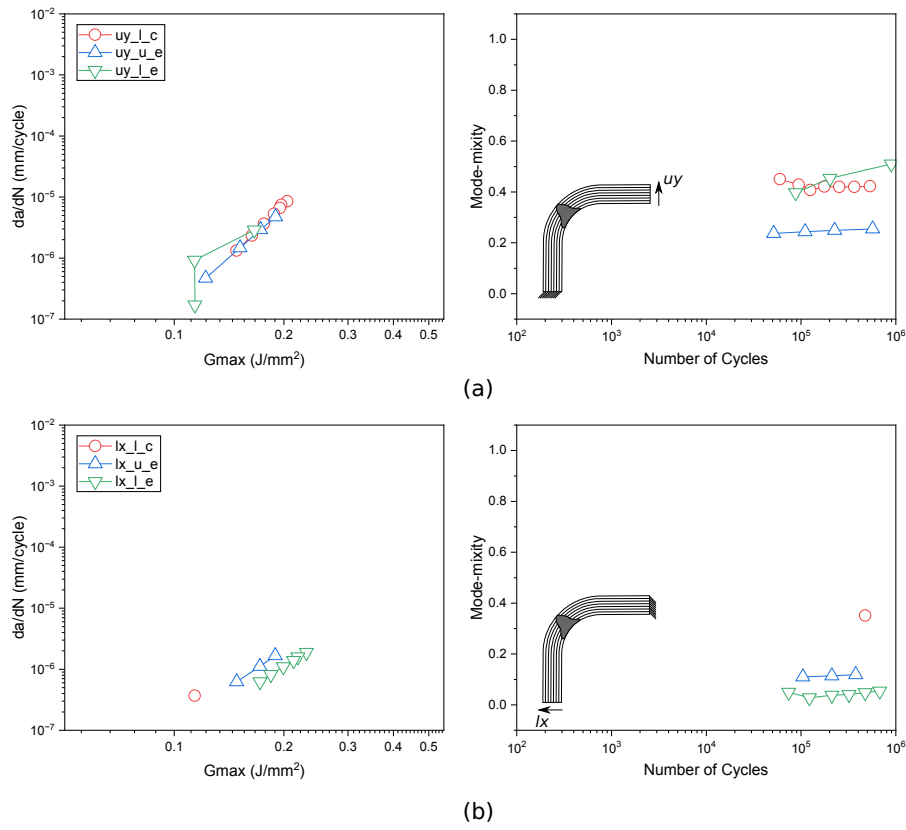 10⁻²
10⁻³
10⁻⁴
10⁻⁵
10⁻⁶
10⁻⁷
da/dN (mm/cycle)
uy_l_c
uy_u_e
uy_l_e
0.1 0.2 0.3 0.4 0.5
Gmax (J/mm²)
1.0
0.8
0.6
0.4
0.2
0.0
Mode-mixity
uy
10² 10³ 10⁴ 10⁵ 10⁶
Number of Cycles
(a)
10⁻²
10⁻³
10⁻⁴
10⁻⁵
10⁻⁶
10⁻⁷
da/dN (mm/cycle)
lx_l_c
lx_u_e
lx_l_e
0.1 0.2 0.3 0.4 0.5
Gmax (J/mm²)
1.0
0.8
0.6
0.4
0.2
0.0
Mode-mixity
lx
10² 10³ 10⁴ 10⁵ 10⁶
Number of Cycles
(b)